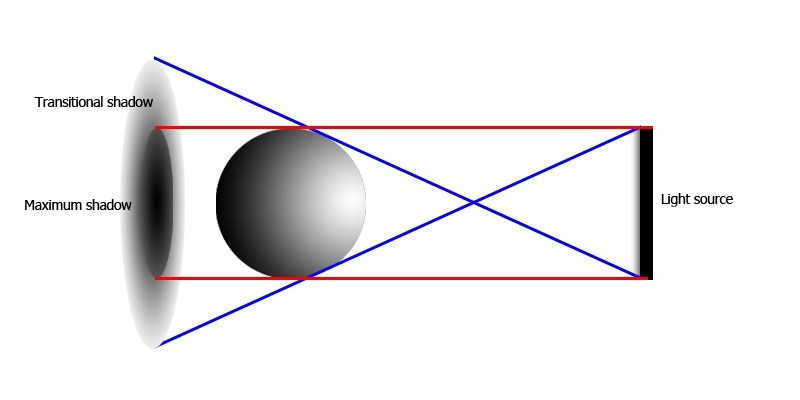 Transitional shadow
Maximum shadow
Light source